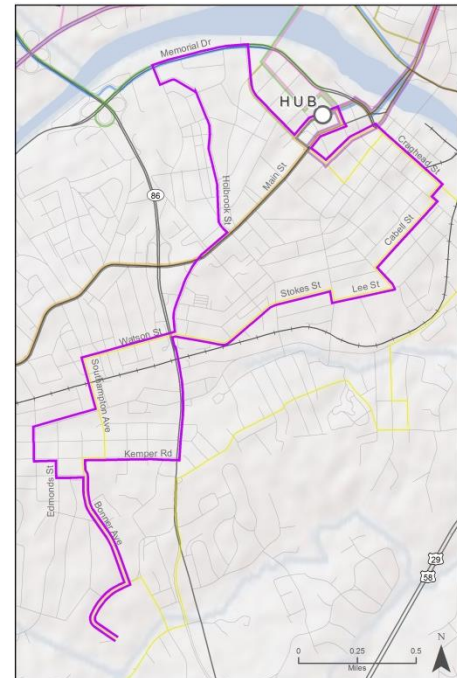 Memorial Dr
HUB
Craghead St
Main St
Holbrook St
86
Cabell St
Stokes St
Lee St
Watson St
Southampton Ave
Kemper Rd
Edmonds St
Bonner Ave
29
58
N
0 0.25 0.5
Miles